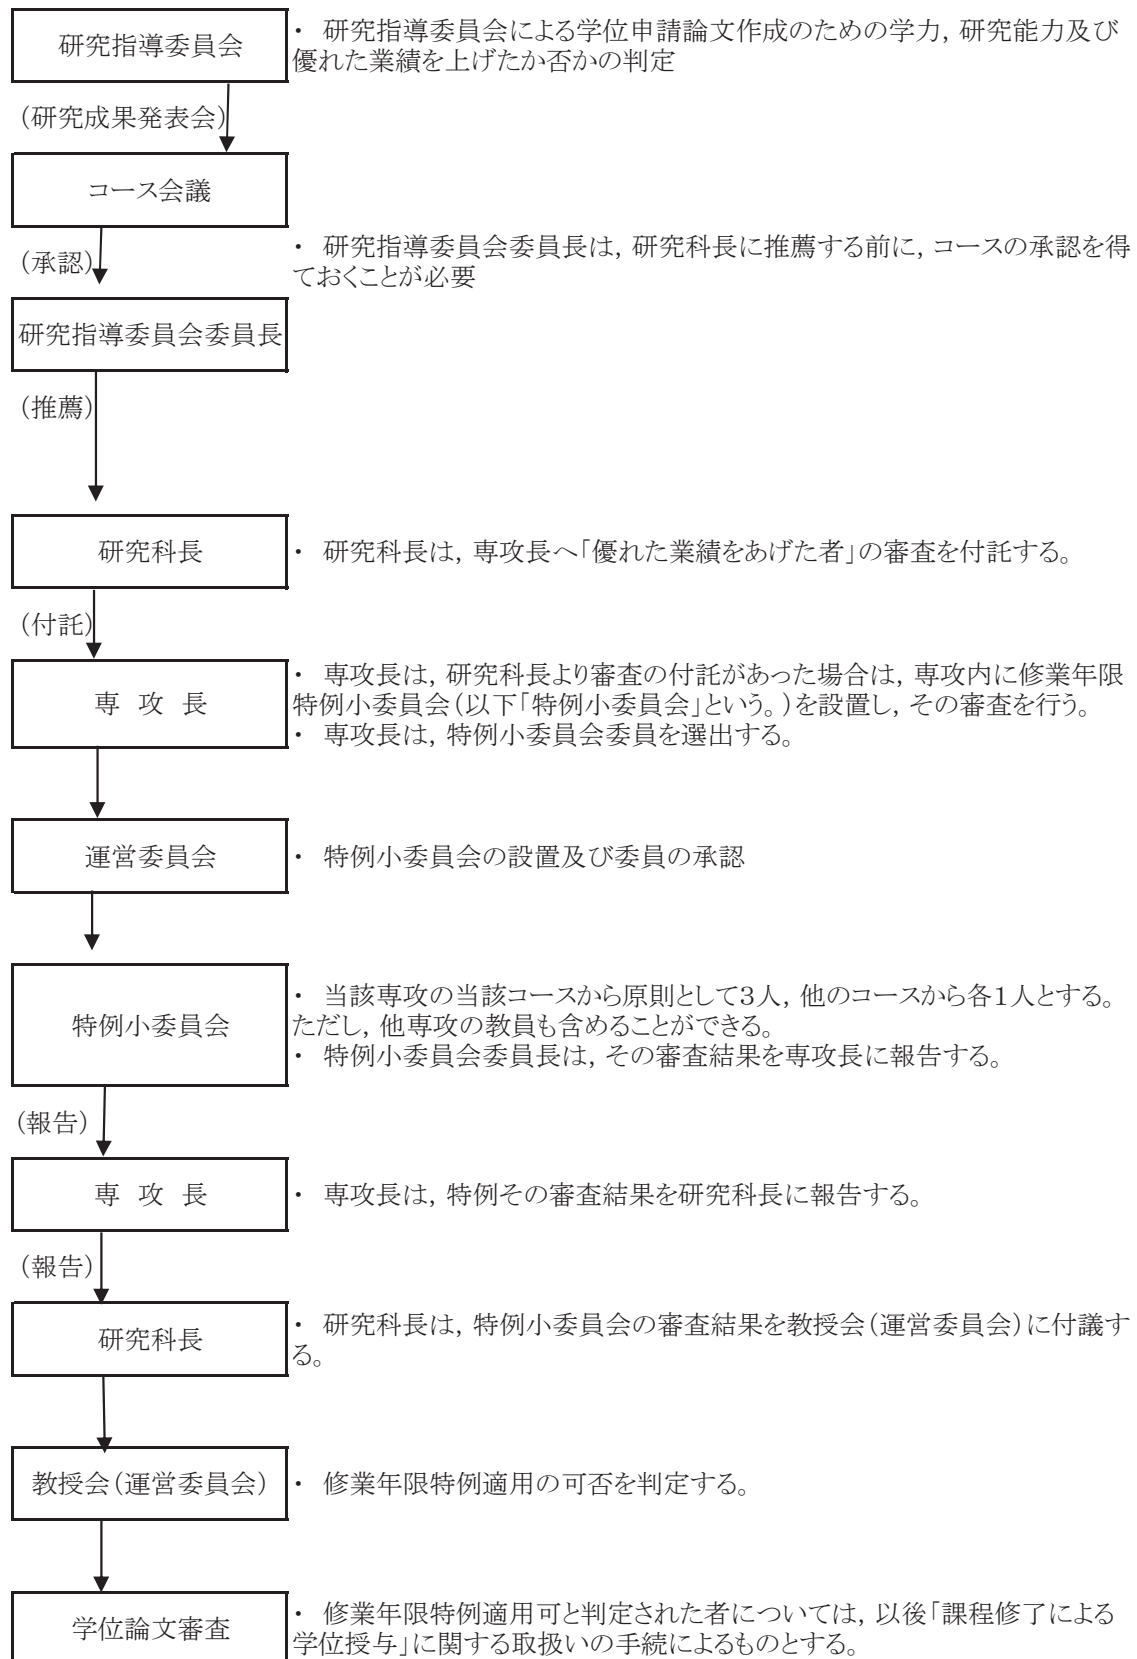 研究指導委員会
・ 研究指導委員会による学位申請論文作成のための学力, 研究能力及び
優れた業績を上げたか否かの判定
(研究成果発表会)
コース会議
(承認)
・ 研究指導委員会委員長は, 研究科長に推薦する前に, コースの承認を得
ておくことが必要
研究指導委員会委員長
(推薦)
研究科長
・ 研究科長は, 専攻長へ「優れた業績をあげた者」の審査を付託する。
(付託)
専 攻 長
・ 専攻長は, 研究科長より審査の付託があった場合は, 専攻内に修業年限
特例小委員会(以下「特例小委員会」という。)を設置し, その審査を行う。
・ 専攻長は, 特例小委員会委員を選出する。
運営委員会
・ 特例小委員会の設置及び委員の承認
特例小委員会
・ 当該専攻の当該コースから原則として3人, 他のコースから各1人とする。
ただし, 他専攻の教員も含めることができる。
・ 特例小委員会委員長は, その審査結果を専攻長に報告する。
(報告)
専 攻 長
・ 専攻長は, 特例その審査結果を研究科長に報告する。
(報告)
研究科長
・ 研究科長は, 特例小委員会の審査結果を教授会(運営委員会)に付議す
る。
教授会(運営委員会)
・ 修業年限特例適用の可否を判定する。
学位論文審査
・ 修業年限特例適用可と判定された者については, 以後「課程修了による
学位授与」に関する取扱いの手続によるものとする。